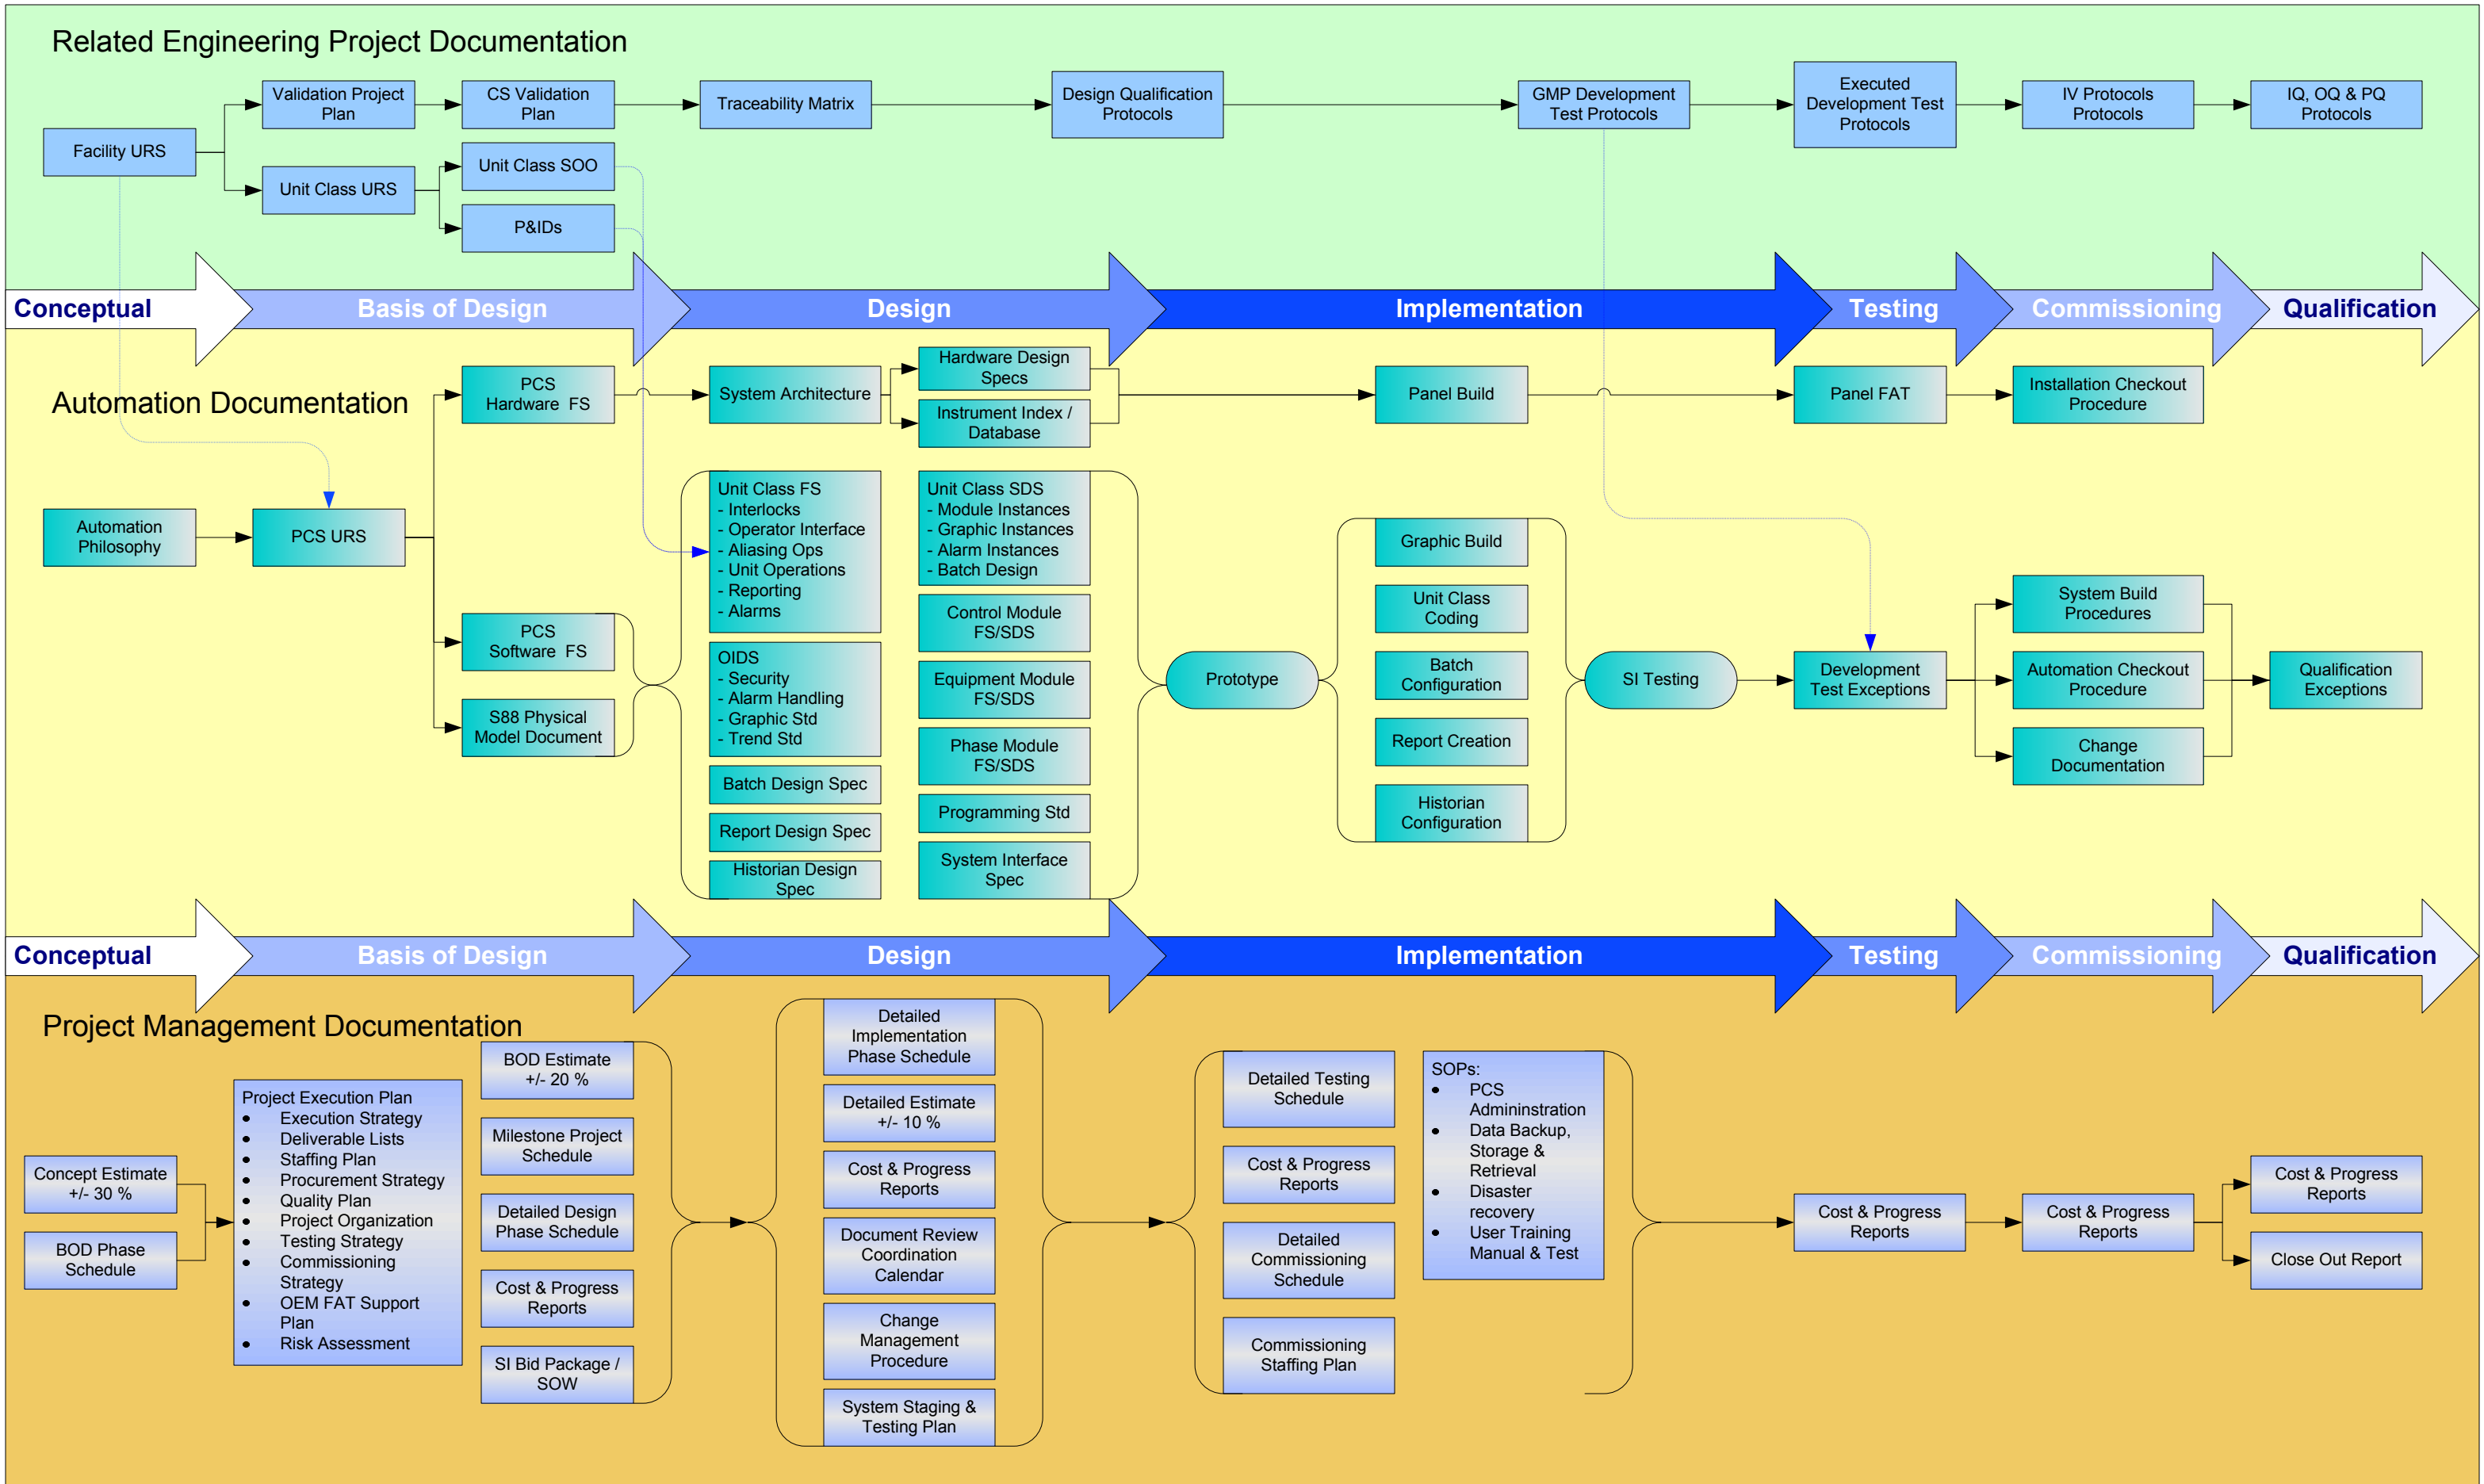 Related Engineering Project Documentation
Facility URS
Validation Project
Plan
CS Validation
Plan
Traceability Matrix
Design Qualification
Protocols
GMP Development
Test Protocols
Executed
Development Test
Protocols
IV Protocols
Protocols
IQ, OQ & PQ
Protocols
Unit Class URS
Unit Class SOO
P&IDs
Conceptual
Basis of Design
Design
Implementation
Testing
Commissioning
Qualification
Automation Documentation
Automation
Philosophy
PCS URS
PCS
Hardware  FS
PCS
Software  FS
S88 Physical
Model Document
System Architecture
Hardware Design
Specs
Instrument Index /
Database
Panel Build
Panel FAT
Installation Checkout
Procedure
Unit Class FS
- Interlocks
- Operator Interface
- Aliasing Ops
- Unit Operations
- Reporting
- Alarms
OIDS
- Security
- Alarm Handling
- Graphic Std
- Trend Std
Batch Design Spec
Report Design Spec
Historian Design
Spec
Unit Class SDS
- Module Instances
- Graphic Instances
- Alarm Instances
- Batch Design
Control Module
FS/SDS
Equipment Module
FS/SDS
Phase Module
FS/SDS
Programming Std
System Interface
Spec
Prototype
Graphic Build
Unit Class
Coding
Batch
Configuration
Report Creation
Historian
Configuration
SI Testing
Development
Test Exceptions
System Build
Procedures
Automation Checkout
Procedure
Change
Documentation
Qualification
Exceptions
Conceptual
Basis of Design
Design
Implementation
Testing
Commissioning
Qualification
Project Management Documentation
Concept Estimate
+/- 30 %
BOD Phase
Schedule
Project Execution Plan
• Execution Strategy
• Deliverable Lists
• Staffing Plan
• Procurement Strategy
• Quality Plan
• Project Organization
• Testing Strategy
• Commissioning
Strategy
• OEM FAT Support
Plan
• Risk Assessment
BOD Estimate
+/- 20 %
Milestone Project
Schedule
Detailed Design
Phase Schedule
Cost & Progress
Reports
SI Bid Package /
SOW
Detailed
Implementation
Phase Schedule
Detailed Estimate
+/- 10 %
Cost & Progress
Reports
Document Review
Coordination
Calendar
Change
Management
Procedure
System Staging &
Testing Plan
Detailed Testing
Schedule
Cost & Progress
Reports
Detailed
Commissioning
Schedule
Commissioning
Staffing Plan
SOPs:
• PCS
Admininstration
• Data Backup,
Storage &
Retrieval
• Disaster
recovery
• User Training
Manual & Test
Cost & Progress
Reports
Cost & Progress
Reports
Cost & Progress
Reports
Close Out Report